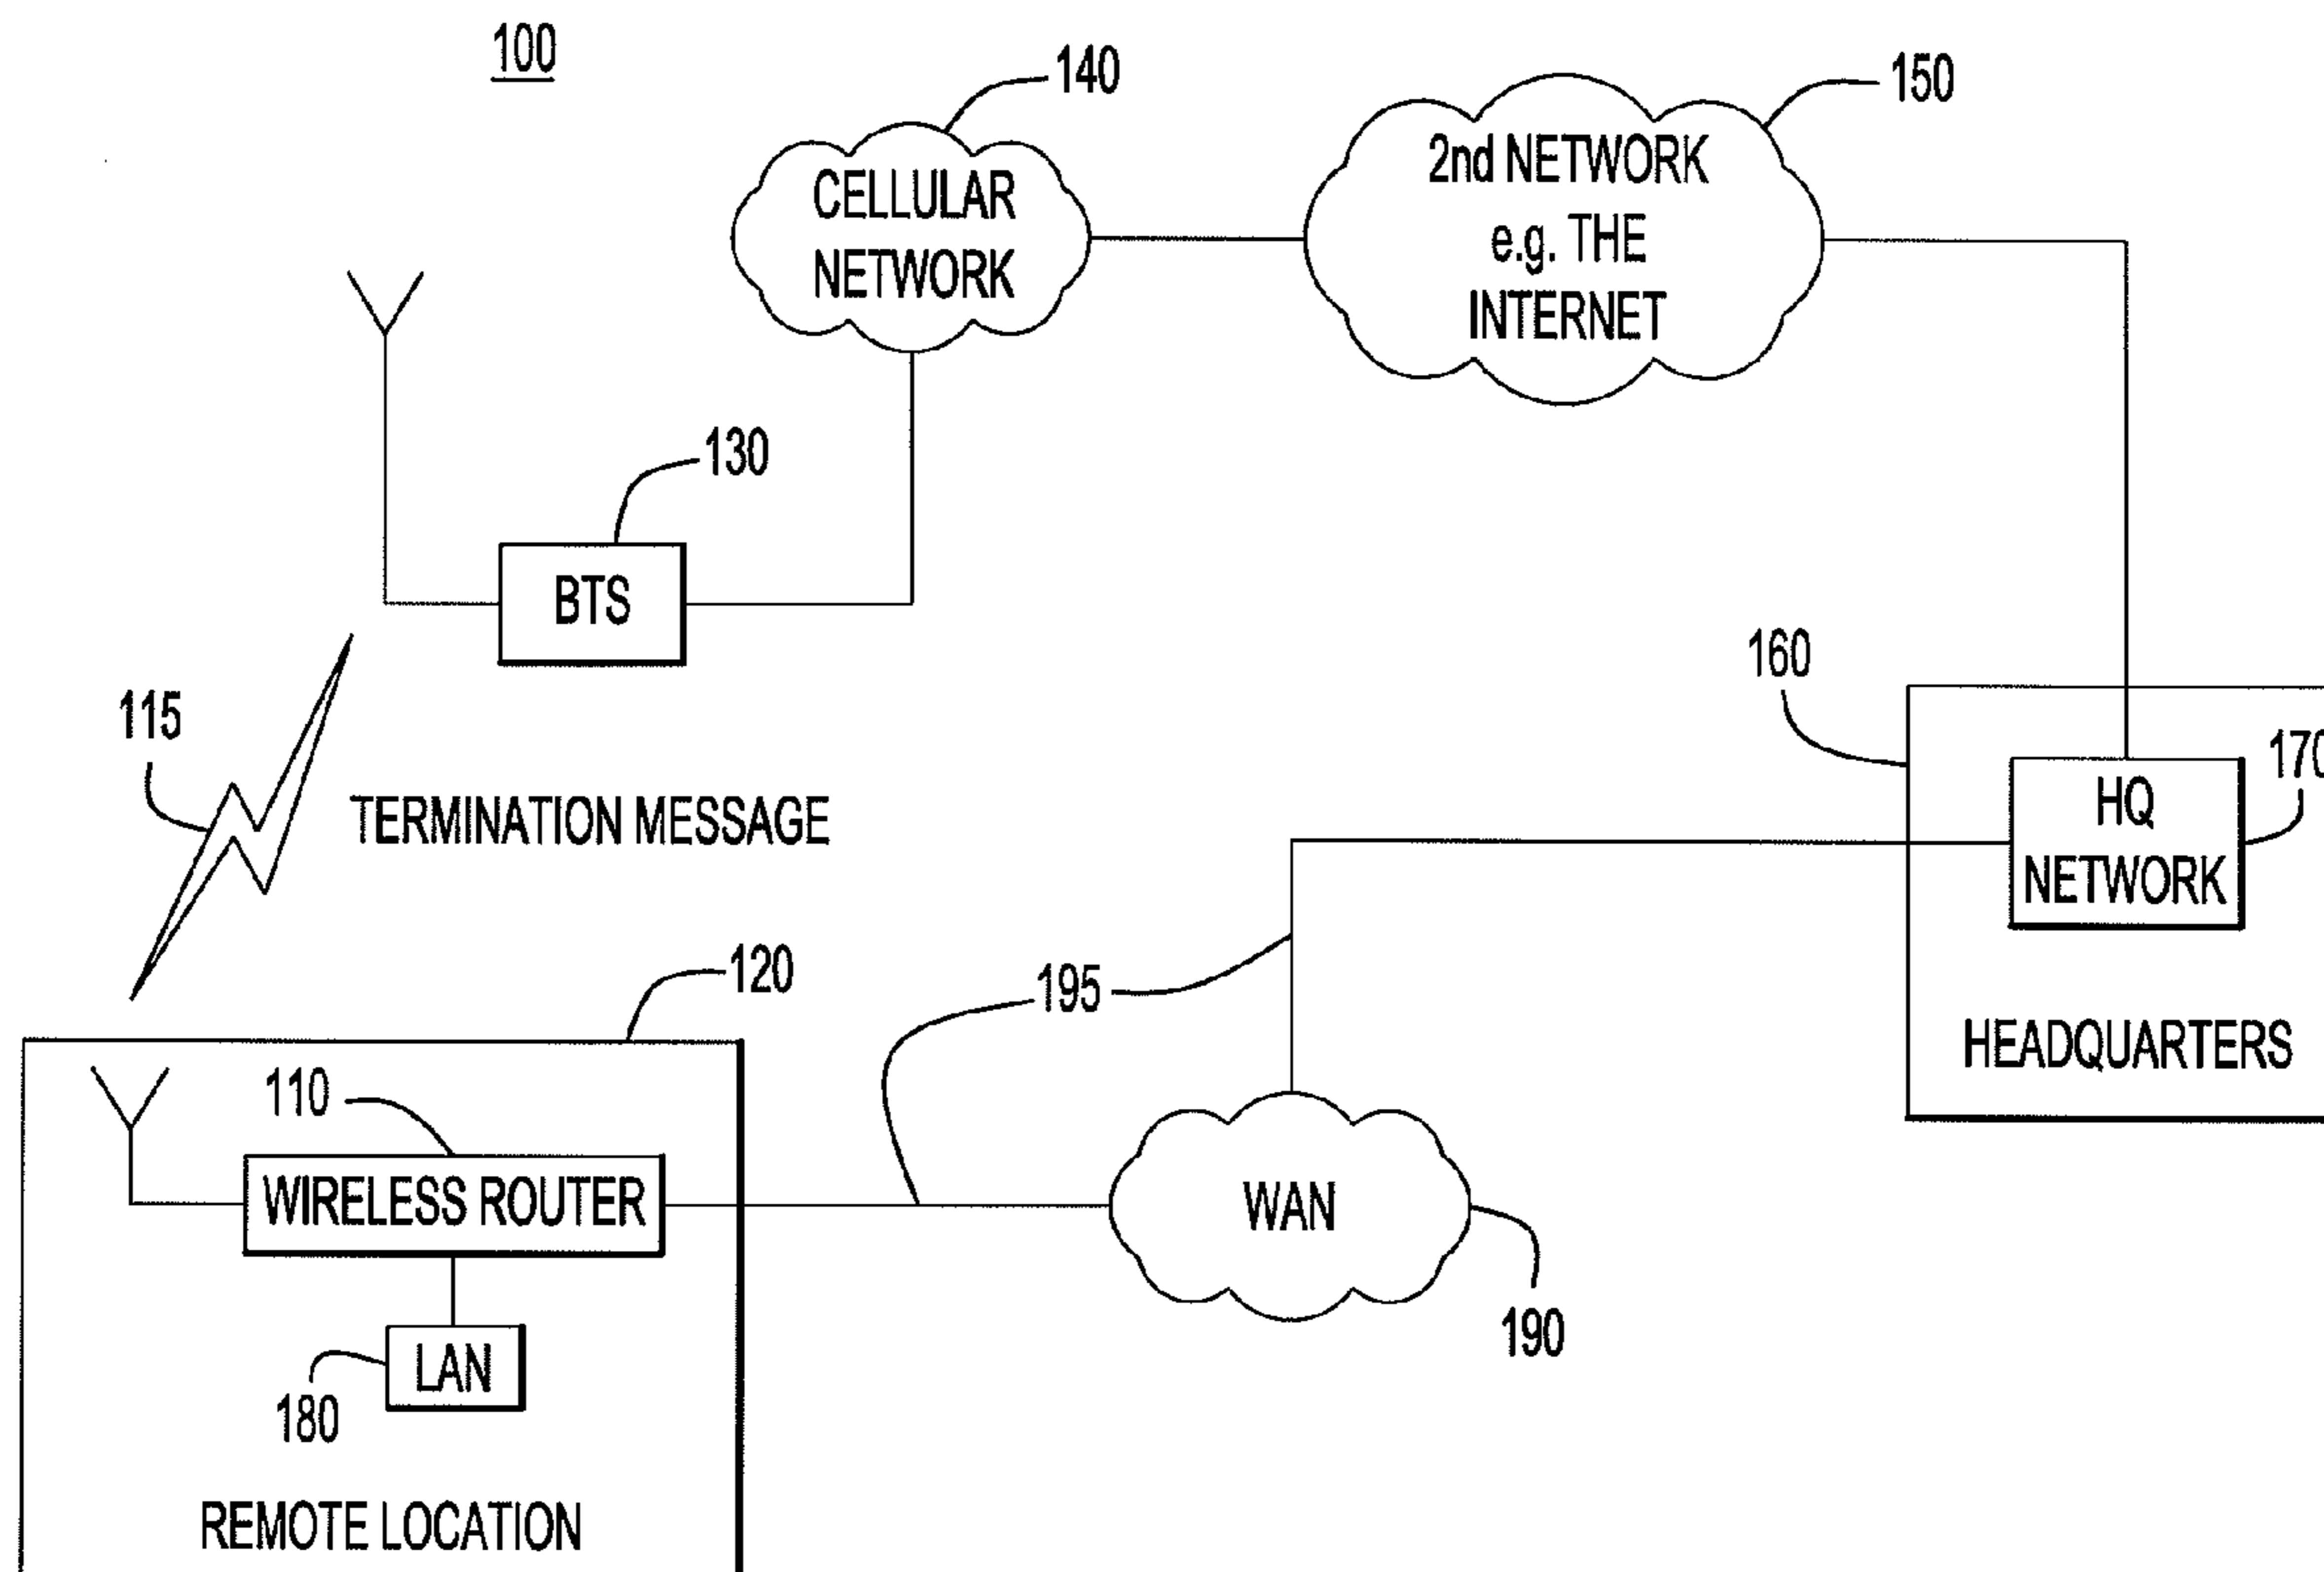 100
140
150
CELLULAR
NETWORK
2nd NETWORK
e.g. THE
INTERNET
130
BTS
160
115
170
TERMINATION MESSAGE
HQ
NETWORK
120
195
HEADQUARTERS
110
WIRELESS ROUTER
WAN
190
LAN
180
REMOTE LOCATION